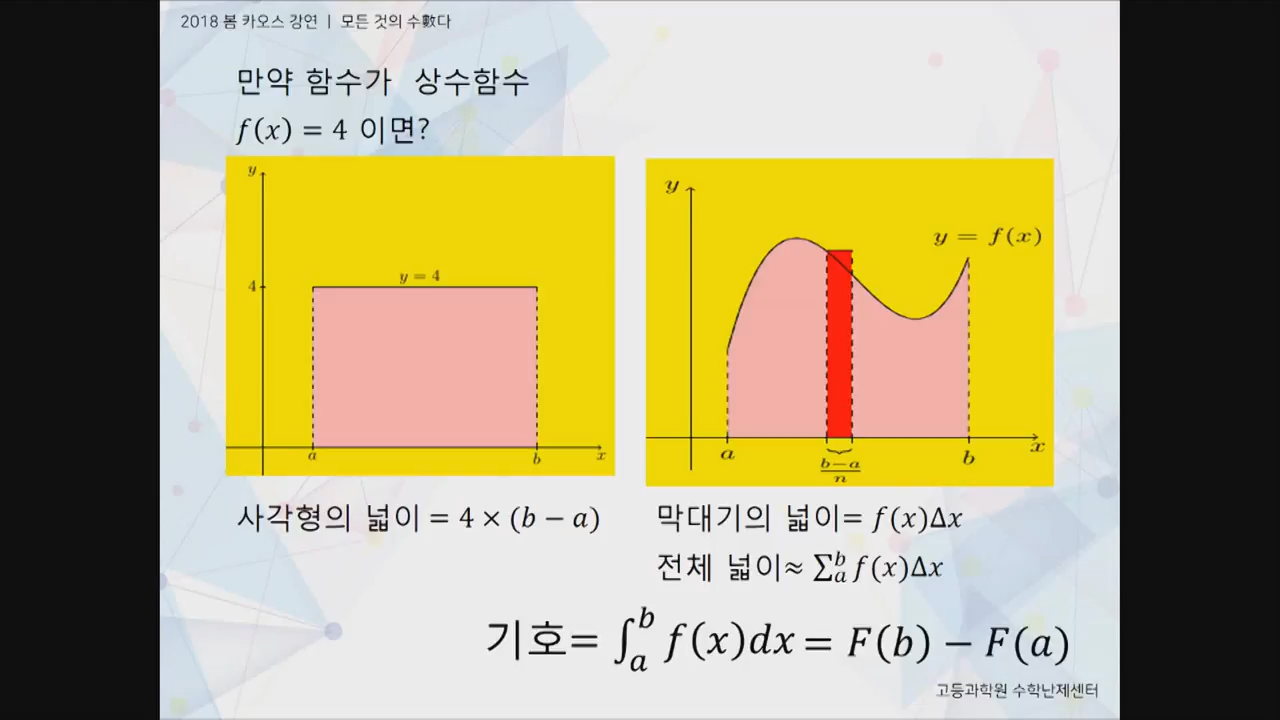 2018 봄 카오스 강연 | 모든 것의 수數다
만약 함수가 상수함수
f(x) = 4 이면?
y
y = 4
4
a
b
x
y
y = f(x)
a
b
x
b−a
n
사각형의 넓이 = 4 × (b − a)
막대기의 넓이= f(x)Δx
전체 넓이≈ ∑ₐᵇ f(x)Δx
기호= ∫ₐᵇ f(x)dx = F(b) − F(a)
고등과학원 수학난제센터